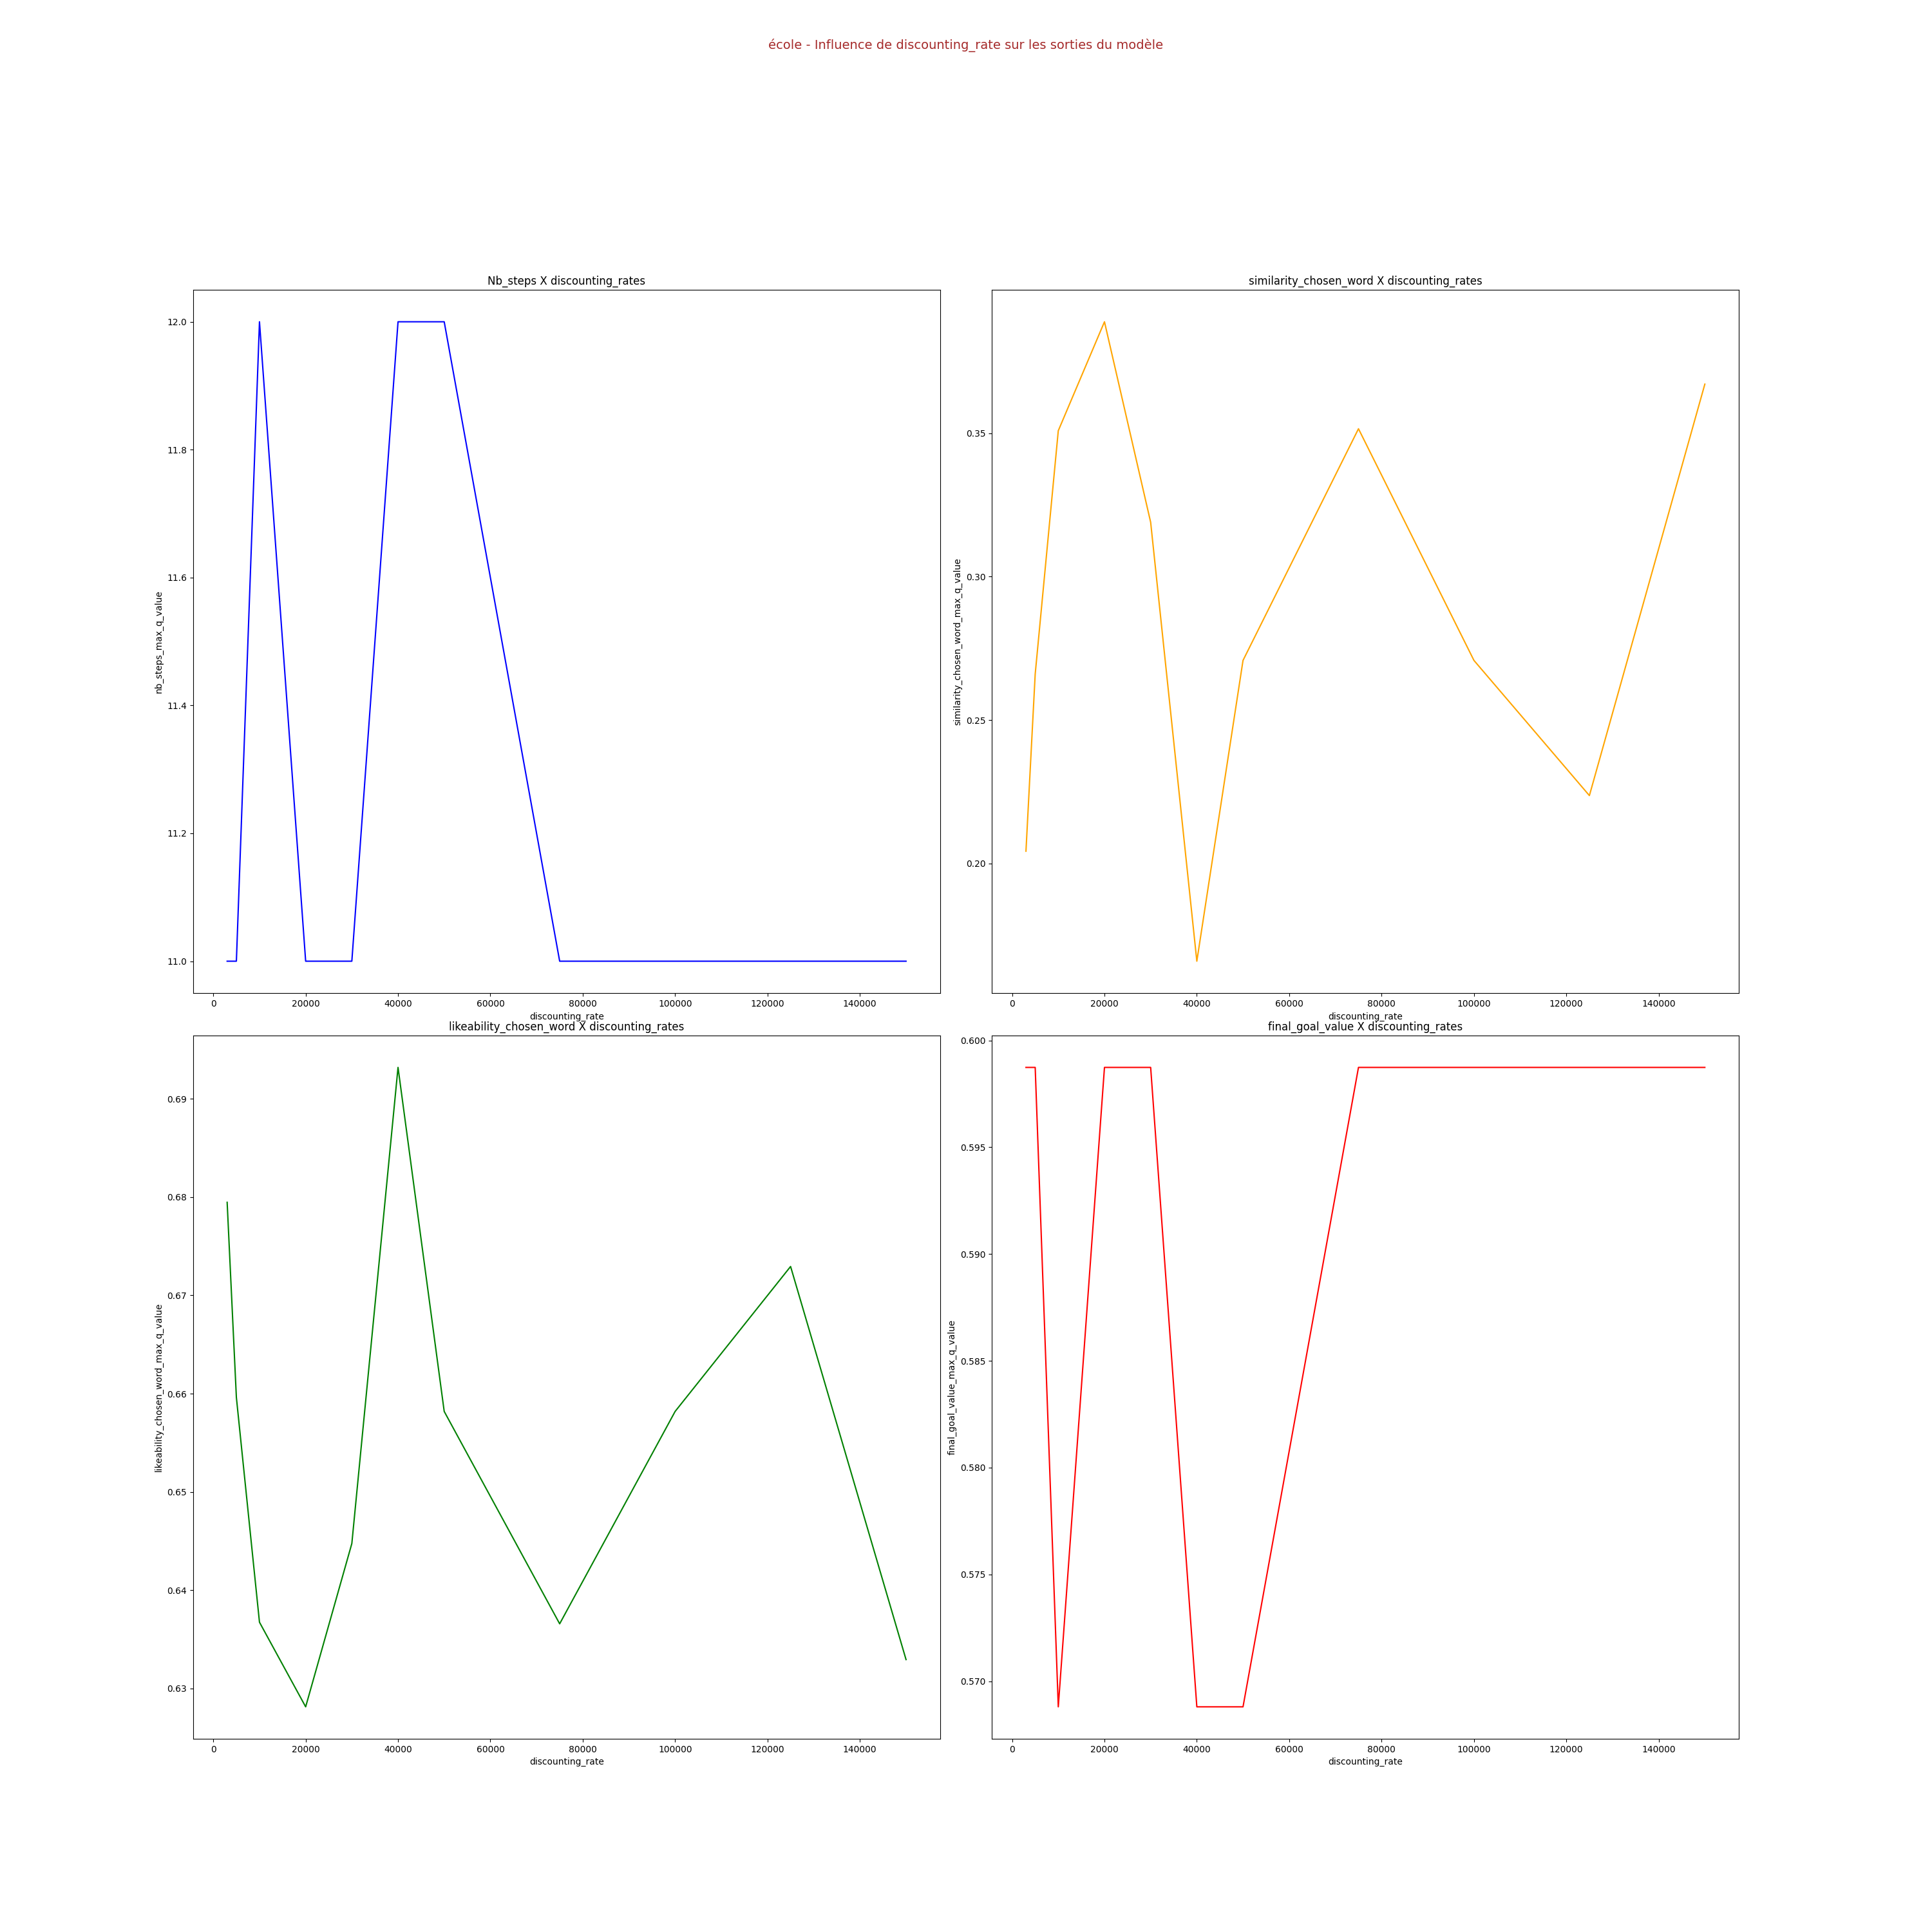 école - Influence de discounting_rate sur les sorties du modèle
Nb_steps X discounting_rates
12.0
11.8
11.6
11.4
11.2
11.0
nb_steps_max_q_value
0 20000 40000 60000 80000 100000 120000 140000
discounting_rate
similarity_chosen_word X discounting_rates
0.35
0.30
0.25
0.20
similarity_chosen_word_max_q_value
0 20000 40000 60000 80000 100000 120000 140000
discounting_rate
likeability_chosen_word X discounting_rates
0.69
0.68
0.67
0.66
0.65
0.64
0.63
likeability_chosen_word_max_q_value
0 20000 40000 60000 80000 100000 120000 140000
discounting_rate
final_goal_value X discounting_rates
0.600
0.595
0.590
0.585
0.580
0.575
0.570
final_goal_value_max_q_value
0 20000 40000 60000 80000 100000 120000 140000
discounting_rate